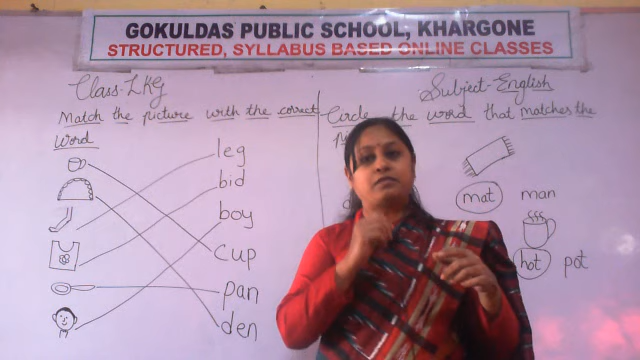 GOKULDAS PUBLIC SCHOOL, KHARGONE
STRUCTURED, SYLLABUS BASED ONLINE CLASSES
Class-LKG
Subject-English
Match the picture with the correct
word
leg
bid
boy
cup
pan
den
Circle the word that matches the
mat man
hot pot